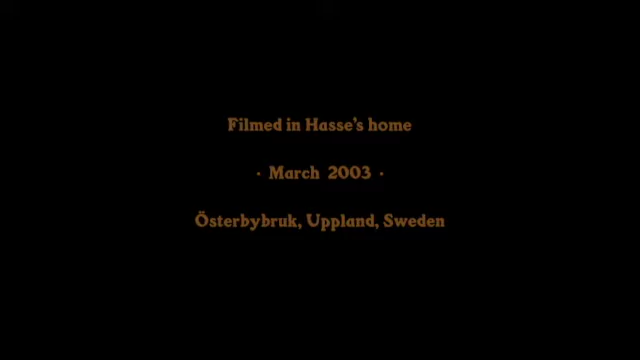 Filmed in Hasse's home
· March 2003 ·
Österbybruk, Uppland, Sweden